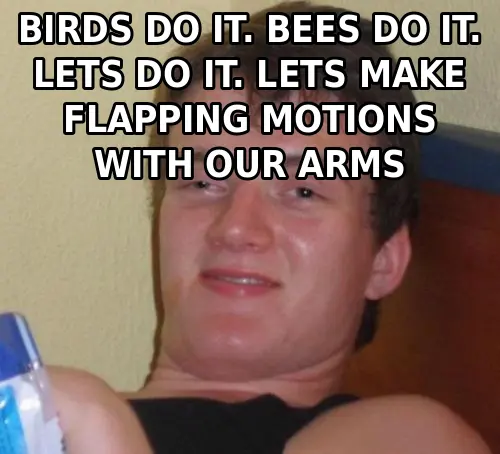 BIRDS DO IT. BEES DO IT.
LETS DO IT. LETS MAKE
FLAPPING MOTIONS
WITH OUR ARMS